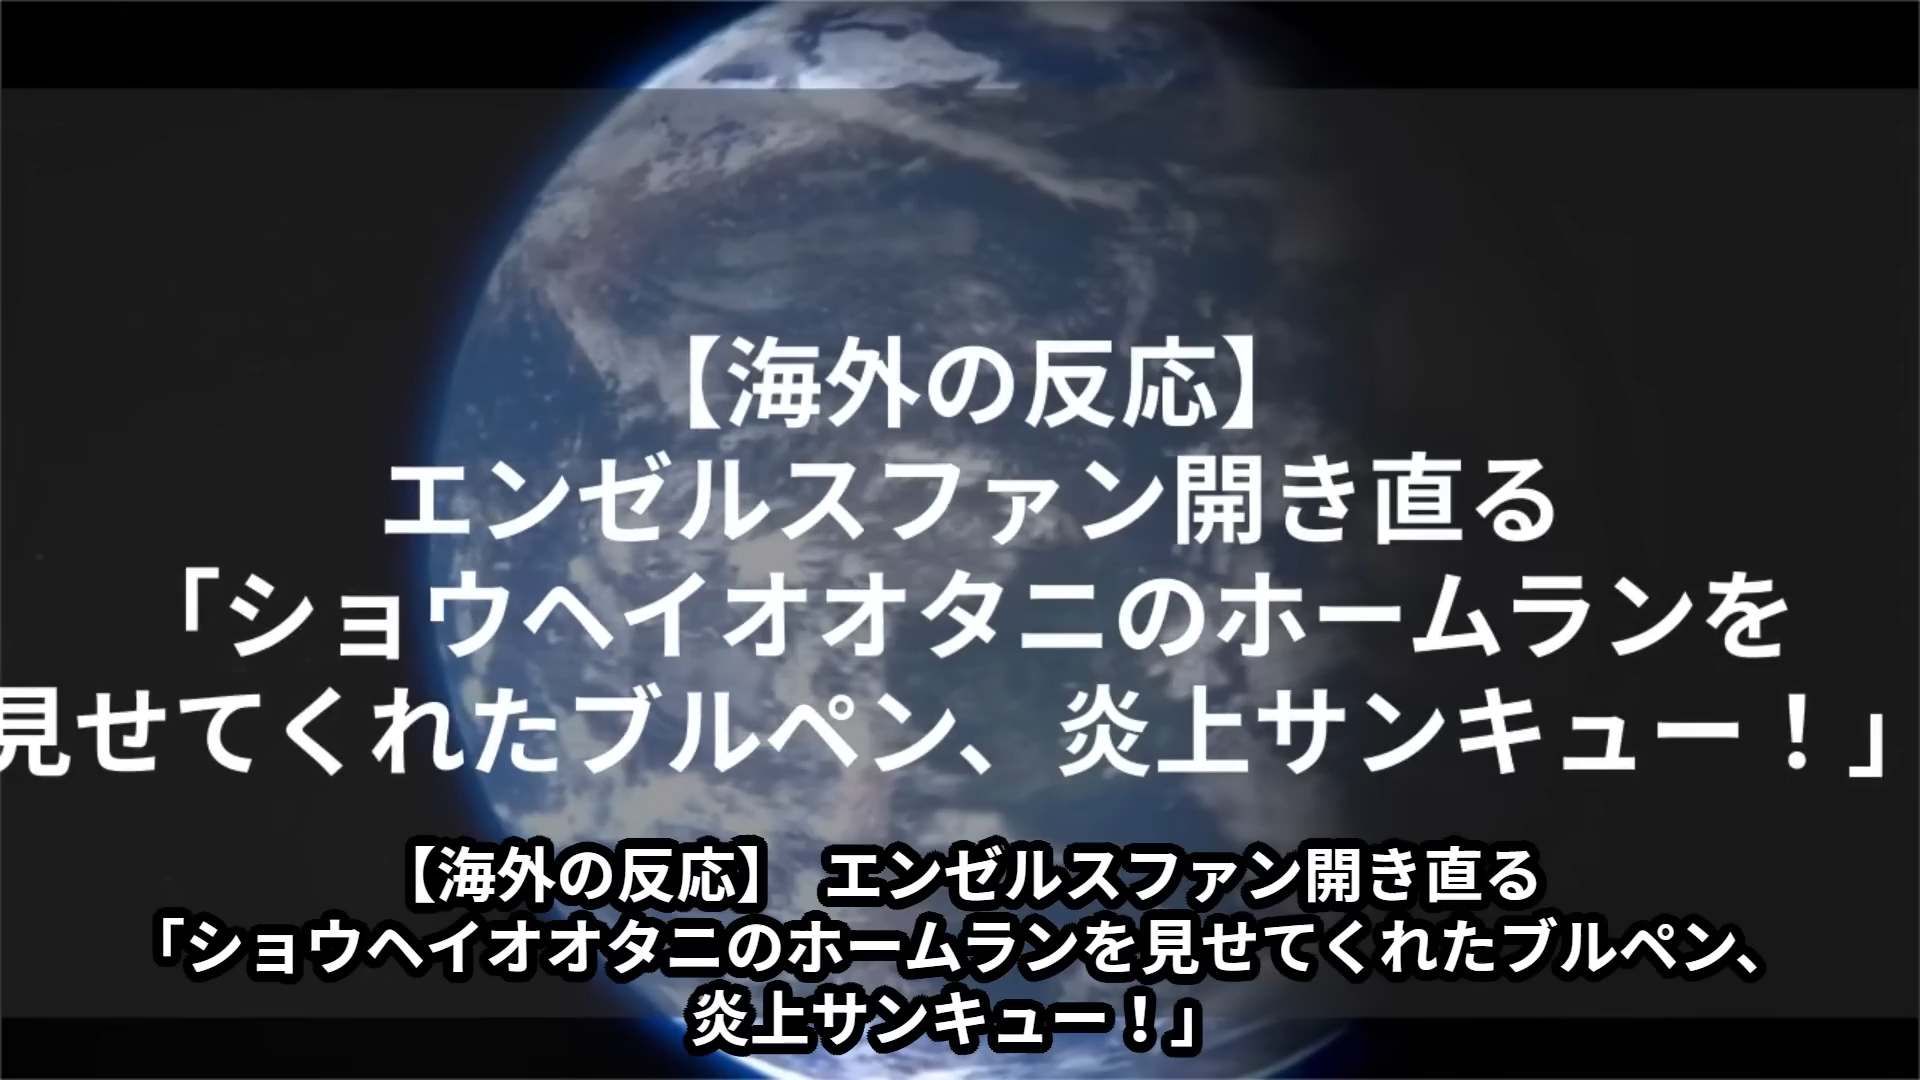 【海外の反応】
エンゼルスファン開き直る
「ショウヘイオオタニのホームランを
見せてくれたブルペン、炎上サンキュー！」
【海外の反応】　エンゼルスファン開き直る
「ショウヘイオオタニのホームランを見せてくれたブルペン、
炎上サンキュー！」